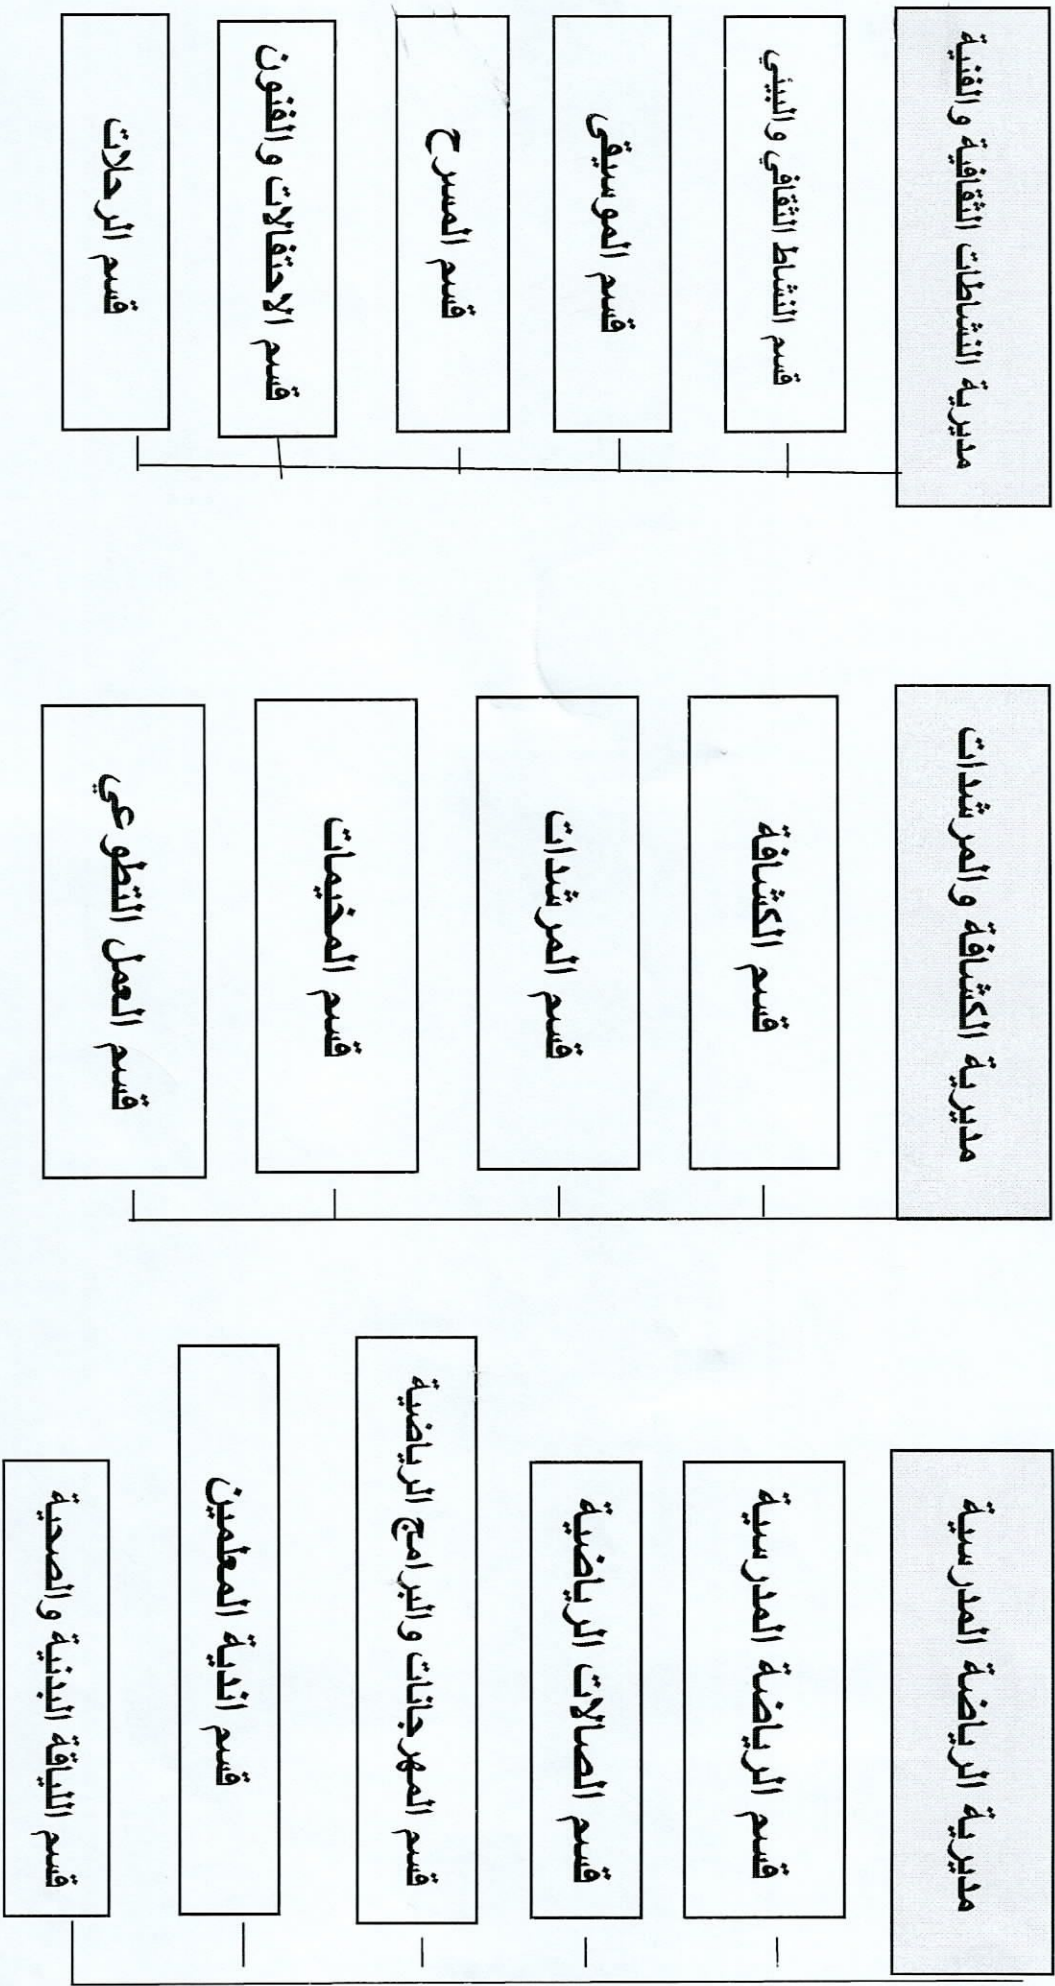 مديرية الرياضة المدرسية
قسم الرياضة المدرسية
قسم الصالات الرياضية
قسم المهرجانات والبرامج الرياضية
قسم اندية المعلمين
قسم اللياقة البدنية والصحية
مديرية الكشافة والمرشدات
قسم الكشافة
قسم المرشدات
قسم المخيمات
قسم العمل التطوعي
مديرية النشاطات الثقافية والفنية
قسم النشاط الثقافي والبيئي
قسم الموسيقى
قسم المسرح
قسم الاحتفالات والفنون
قسم الرحلات